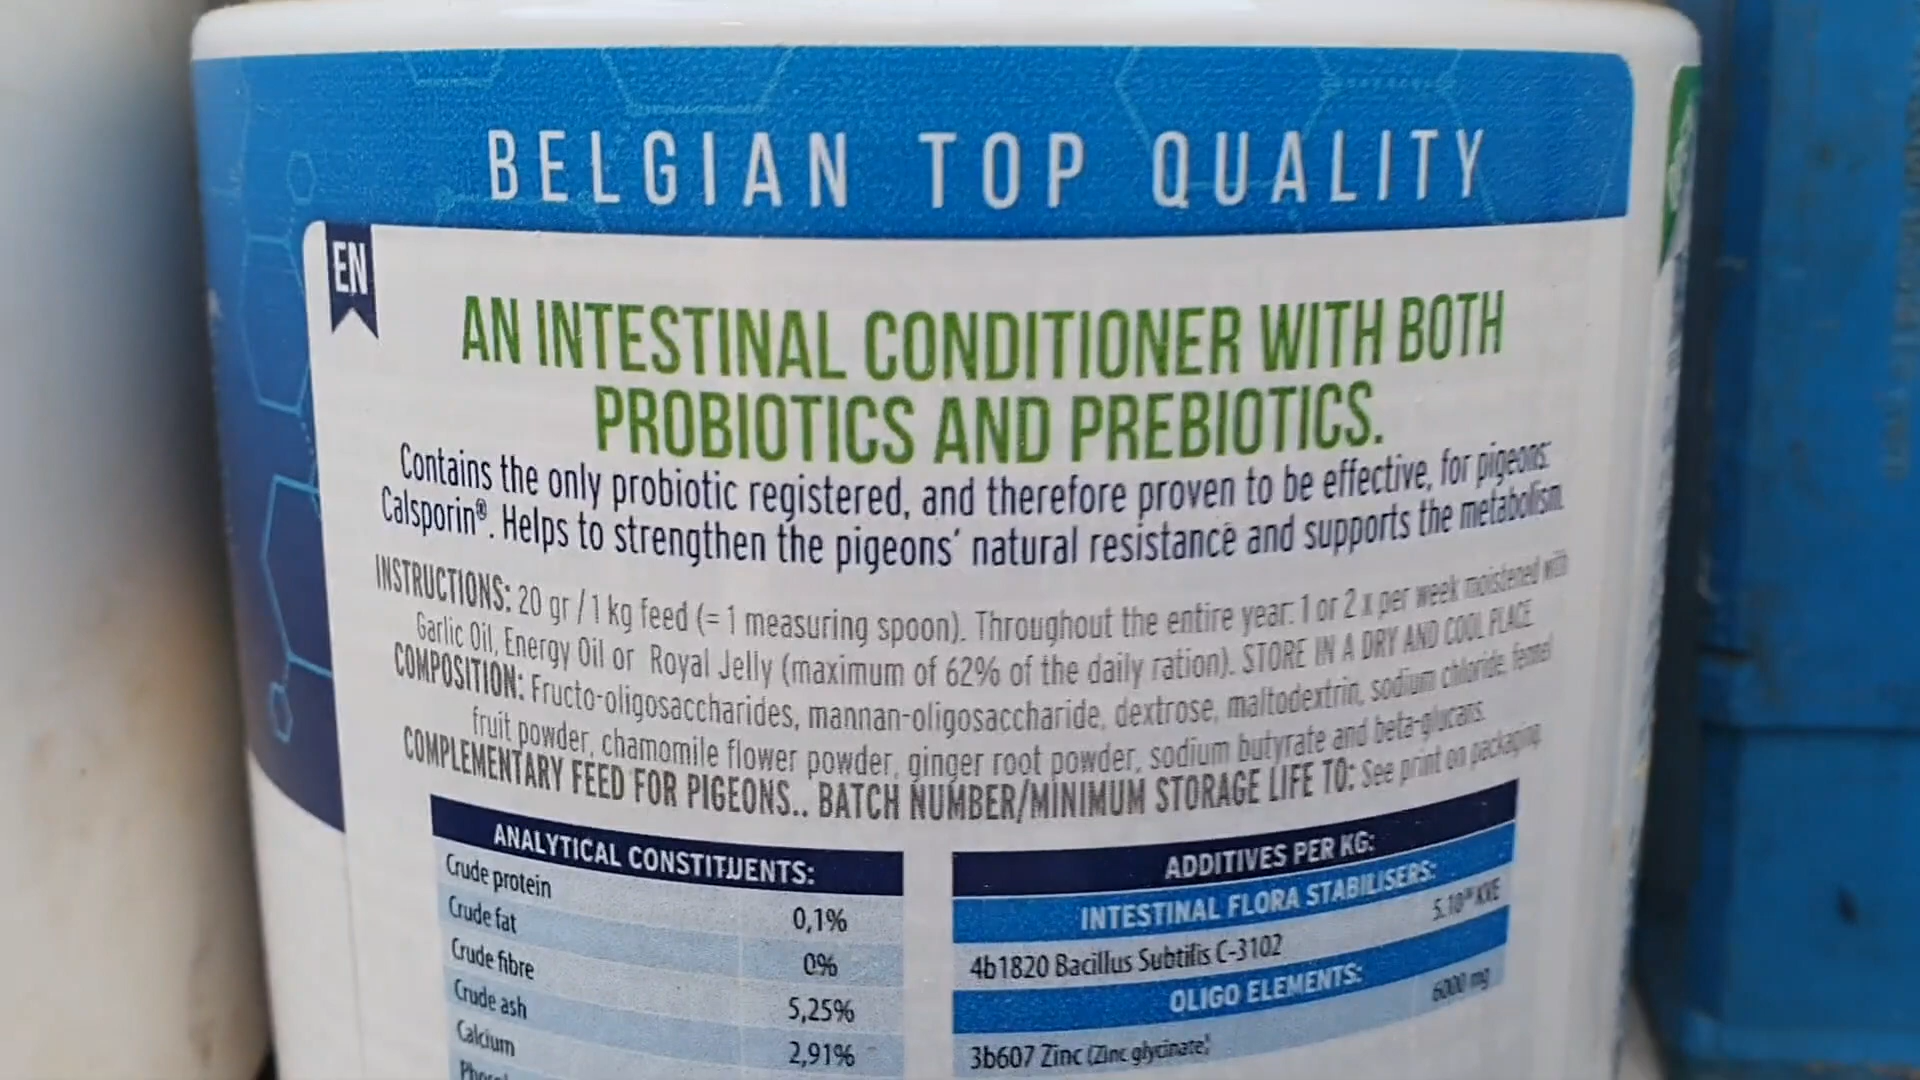 BELGIAN TOP QUALITY
EN
AN INTESTINAL CONDITIONER WITH BOTH
PROBIOTICS AND PREBIOTICS.
Contains the only probiotic registered, and therefore proven to be effective, for pigeons:
Calsporin®. Helps to strengthen the pigeons' natural resistance and supports the metabolism.
INSTRUCTIONS: 20 gr / 1 kg feed (= 1 measuring spoon). Throughout the entire year: 1 or 2 x per week moistened with
Garlic Oil, Energy Oil or Royal Jelly (maximum of 62% of the daily ration). STORE IN A DRY AND COOL PLACE.
COMPOSITION: Fructo-oligosaccharides, mannan-oligosaccharide, dextrose, maltodextrin, sodium chloride, fennel
fruit powder, chamomile flower powder, ginger root powder, sodium butyrate and beta-glucans.
COMPLEMENTARY FEED FOR PIGEONS.. BATCH NUMBER/MINIMUM STORAGE LIFE TO: See print on packaging.
ANALYTICAL CONSTITUENTS:
Crude protein 0,1%
Crude fat 0%
Crude fibre 5,25%
Crude ash 2,91%
Calcium
ADDITIVES PER KG:
INTESTINAL FLORA STABILISERS:
4b1820 Bacillus Subtilis C-3102 KVE
OLIGO ELEMENTS:
3b607 Zinc (Zinc glycinate) 6000 mg